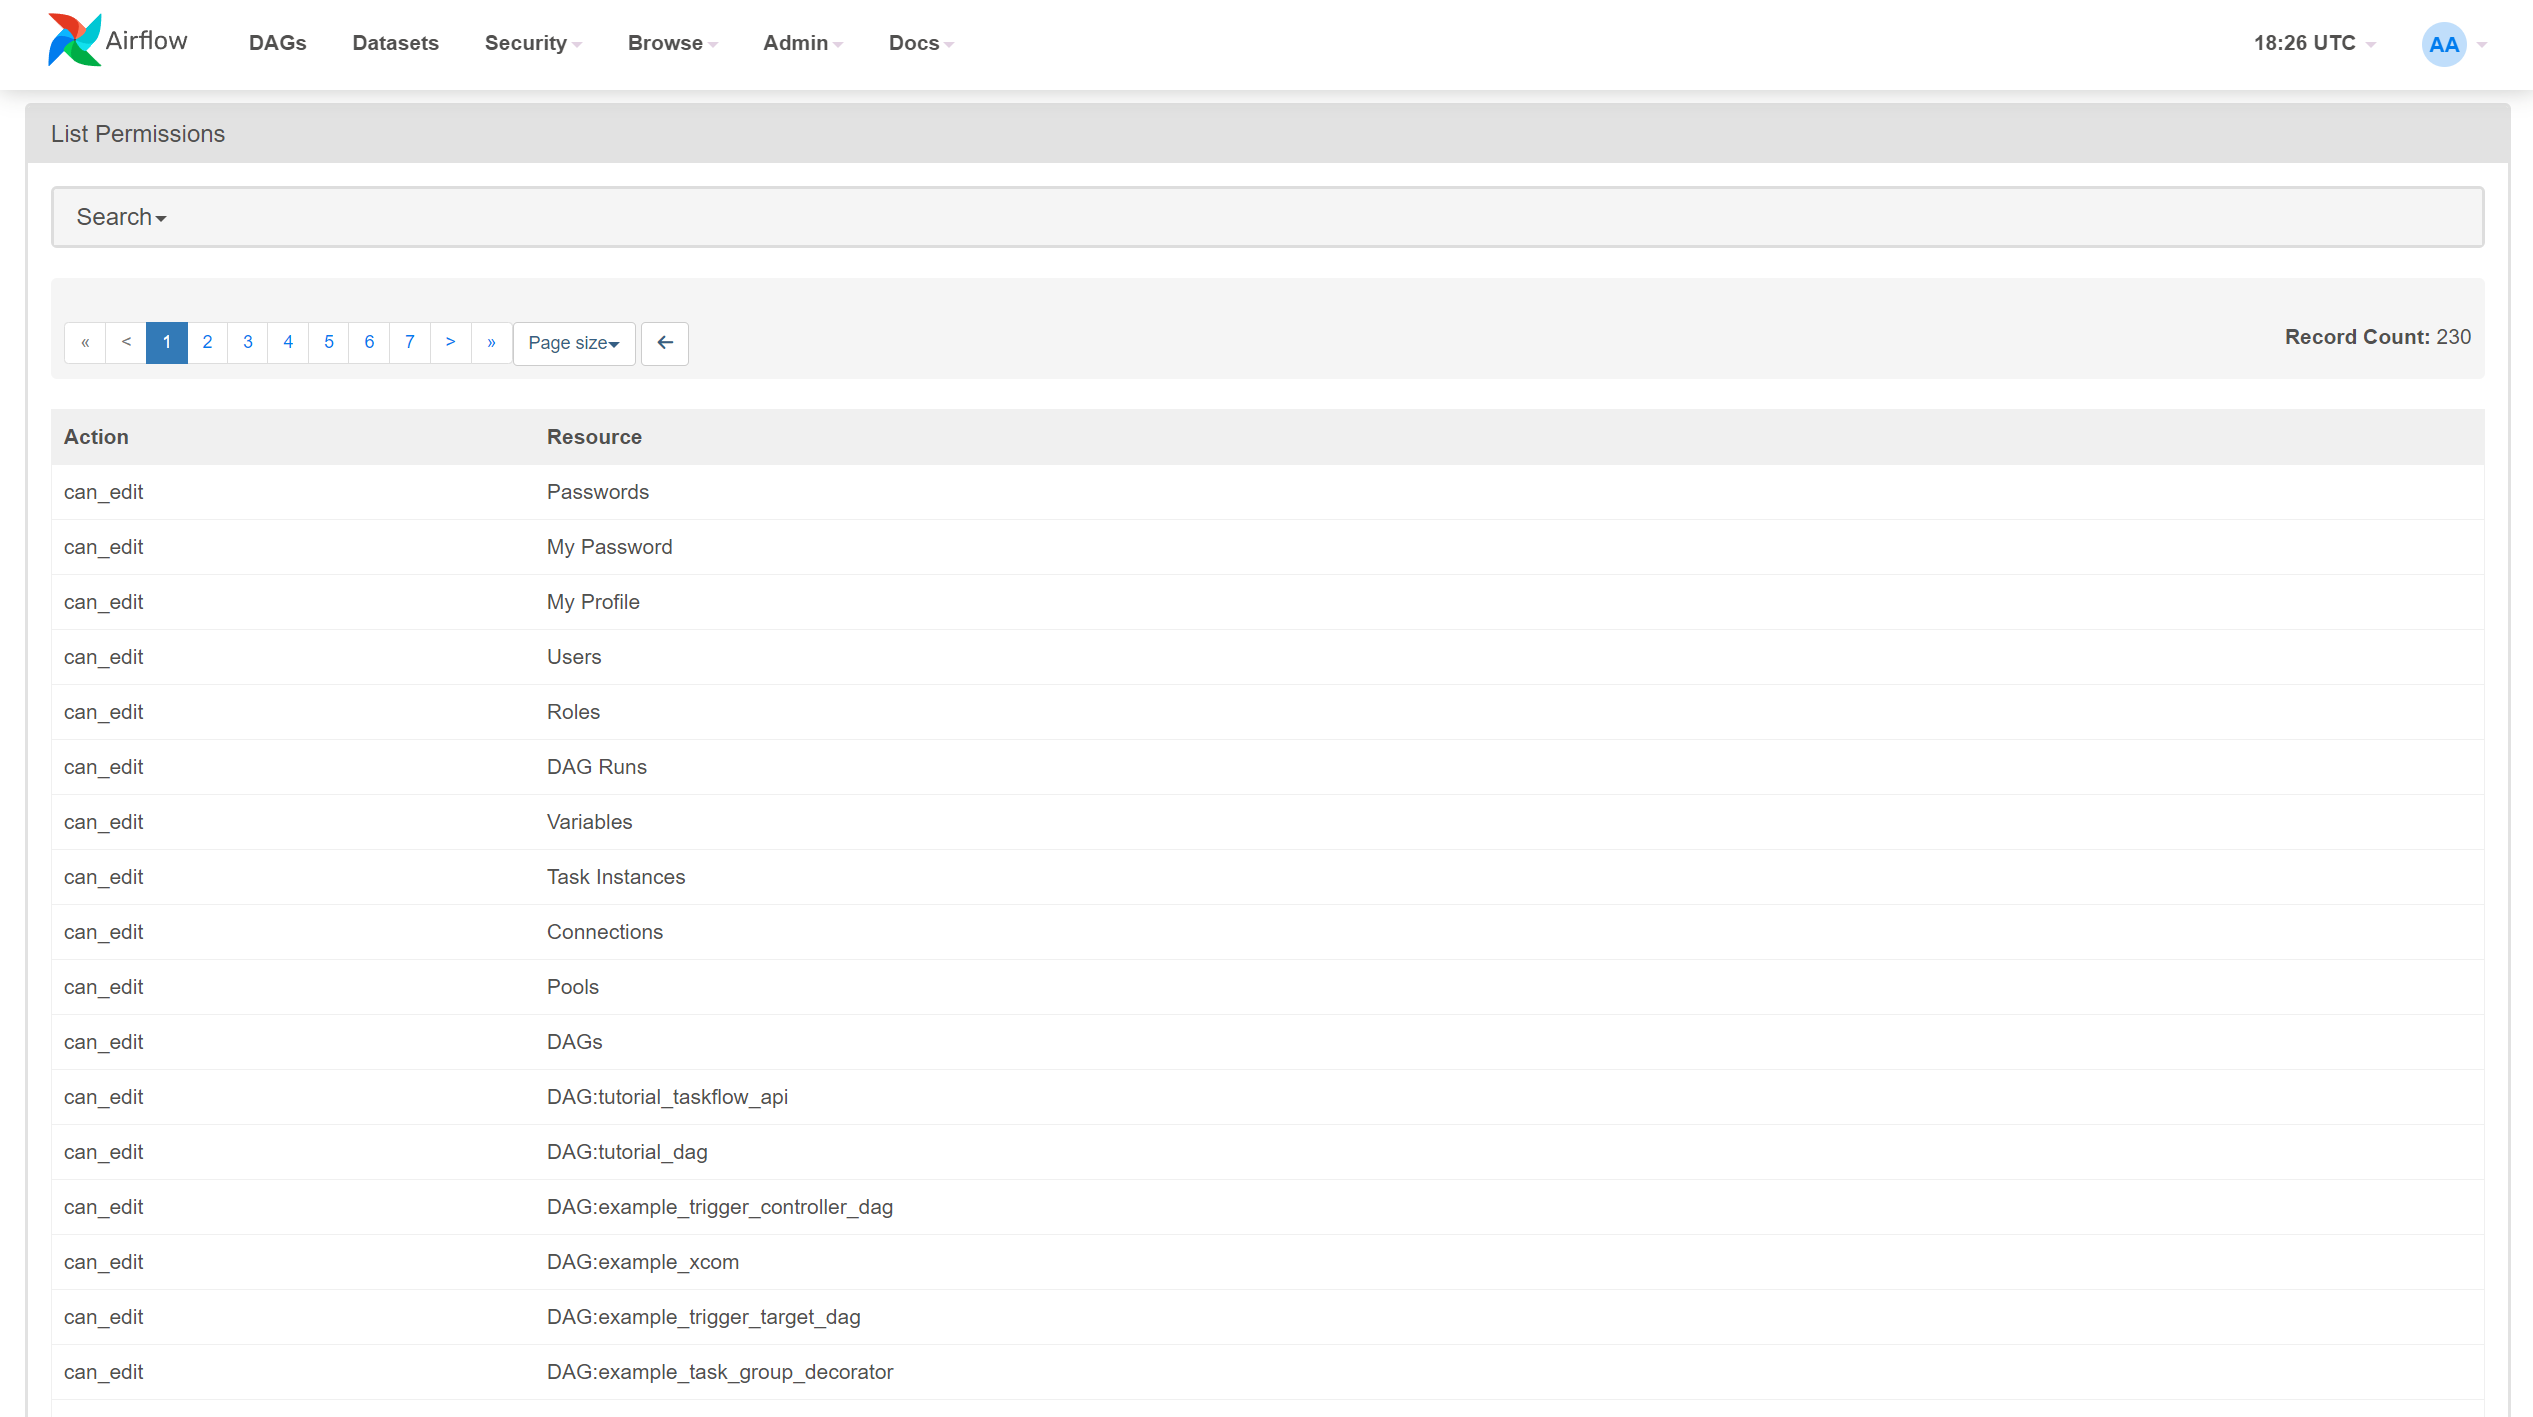 Airflow DAGs Datasets Security Browse Admin Docs 18:26 UTC AA
List Permissions
Search
« < 1 2 3 4 5 6 7 > » Page size Record Count: 230
Action Resource
can_edit Passwords
can_edit My Password
can_edit My Profile
can_edit Users
can_edit Roles
can_edit DAG Runs
can_edit Variables
can_edit Task Instances
can_edit Connections
can_edit Pools
can_edit DAGs
can_edit DAG:tutorial_taskflow_api
can_edit DAG:tutorial_dag
can_edit DAG:example_trigger_controller_dag
can_edit DAG:example_xcom
can_edit DAG:example_trigger_target_dag
can_edit DAG:example_task_group_decorator